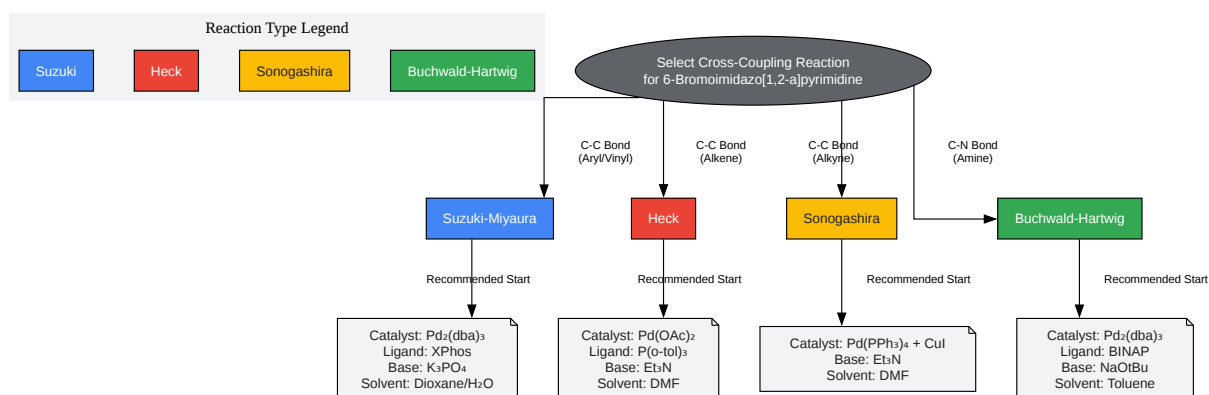 Reaction Type Legend
Suzuki
Heck
Sonogashira
Buchwald-Hartwig
Select Cross-Coupling Reaction
for 6-Bromoimidazo[1,2-a]pyrimidine
C-C Bond
(Aryl/Vinyl)
C-C Bond
(Alkene)
C-C Bond
(Alkyne)
C-N Bond
(Amine)
Suzuki-Miyaura
Heck
Sonogashira
Buchwald-Hartwig
Recommended Start
Recommended Start
Recommended Start
Recommended Start
Catalyst: Pd₂(dba)₃
Ligand: XPhos
Base: K₃PO₄
Solvent: Dioxane/H₂O
Catalyst: Pd(OAc)₂
Ligand: P(o-tol)₃
Base: Et₃N
Solvent: DMF
Catalyst: Pd(PPh₃)₄ + CuI
Base: Et₃N
Solvent: DMF
Catalyst: Pd₂(dba)₃
Ligand: BINAP
Base: NaOtBu
Solvent: Toluene